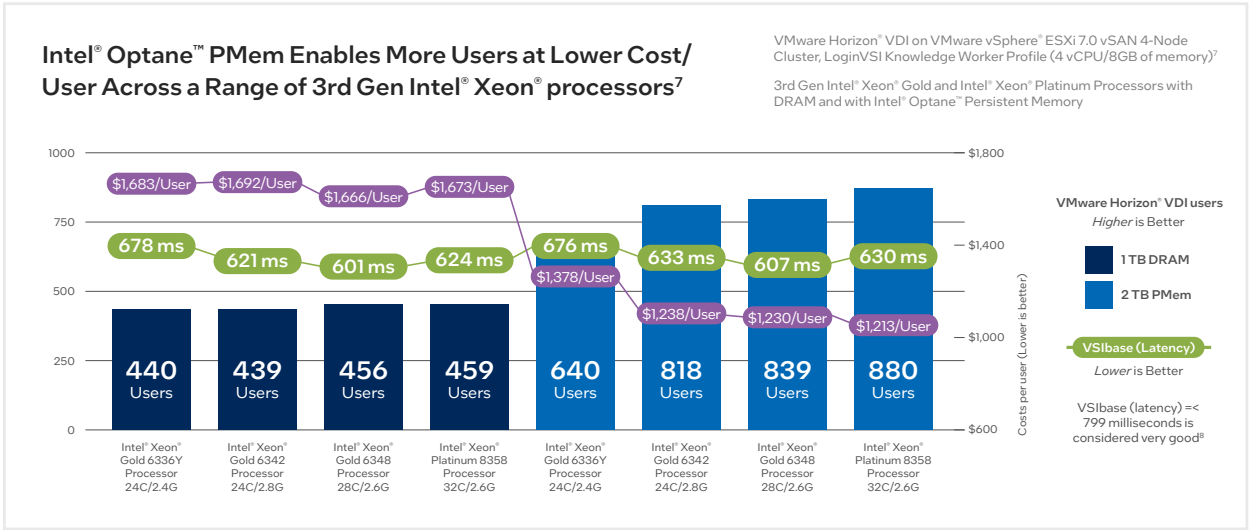 Intel® Optane™ PMem Enables More Users at Lower Cost/
User Across a Range of 3rd Gen Intel® Xeon® processors⁷
VMware Horizon® VDI on VMware vSphere® ESXi 7.0 vSAN 4-Node
Cluster, LoginVSI Knowledge Worker Profile (4 vCPU/8GB of memory)⁷
3rd Gen Intel® Xeon® Gold and Intel® Xeon® Platinum Processors with
DRAM and with Intel® Optane™ Persistent Memory
1000
750
500
250
0
$1,683/User
$1,692/User
$1,666/User
$1,673/User
$1,378/User
$1,238/User
$1,230/User
$1,213/User
678 ms
621 ms
601 ms
624 ms
676 ms
633 ms
607 ms
630 ms
440
Users
439
Users
456
Users
459
Users
640
Users
818
Users
839
Users
880
Users
Intel® Xeon®
Gold 6336Y
Processor
24C/2.4G
Intel® Xeon®
Gold 6342
Processor
24C/2.8G
Intel® Xeon®
Gold 6348
Processor
28C/2.6G
Intel® Xeon®
Platinum 8358
Processor
32C/2.6G
Intel® Xeon®
Gold 6336Y
Processor
24C/2.4G
Intel® Xeon®
Gold 6342
Processor
24C/2.8G
Intel® Xeon®
Gold 6348
Processor
28C/2.6G
Intel® Xeon®
Platinum 8358
Processor
32C/2.6G
$1,800
$1,400
$1,000
$600
Costs per user (Lower is better)
VMware Horizon® VDI users
Higher is Better
1 TB DRAM
2 TB PMem
VSIbase (Latency)
Lower is Better
VSIbase (latency) =<
799 milliseconds is
considered very good⁸